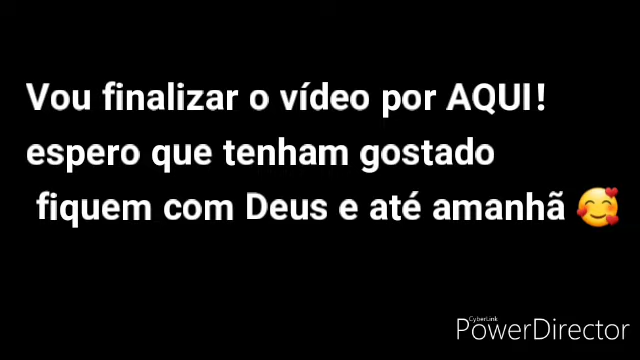 Vou finalizar o vídeo por AQUI!
espero que tenham gostado
fiquem com Deus e até amanhã 🥰
CyberLink
PowerDirector